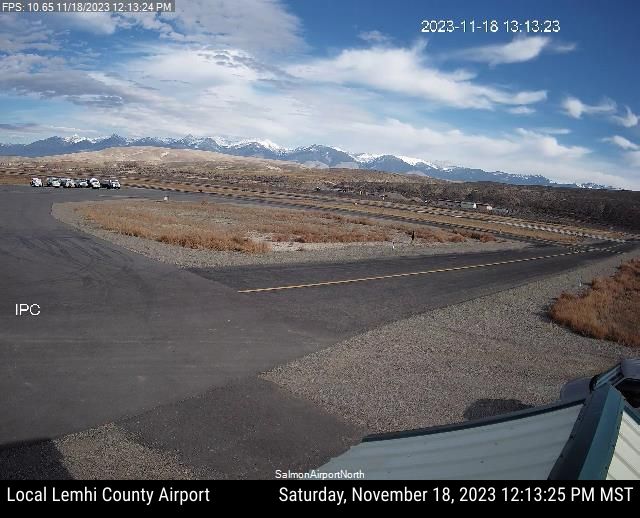 FPS: 10.65 11/18/2023 12:13:24 PM
2023-11-18 13:13:23
IPC
SalmonAirportNorth
Local Lemhi County Airport
Saturday, November 18, 2023 12:13:25 PM MST